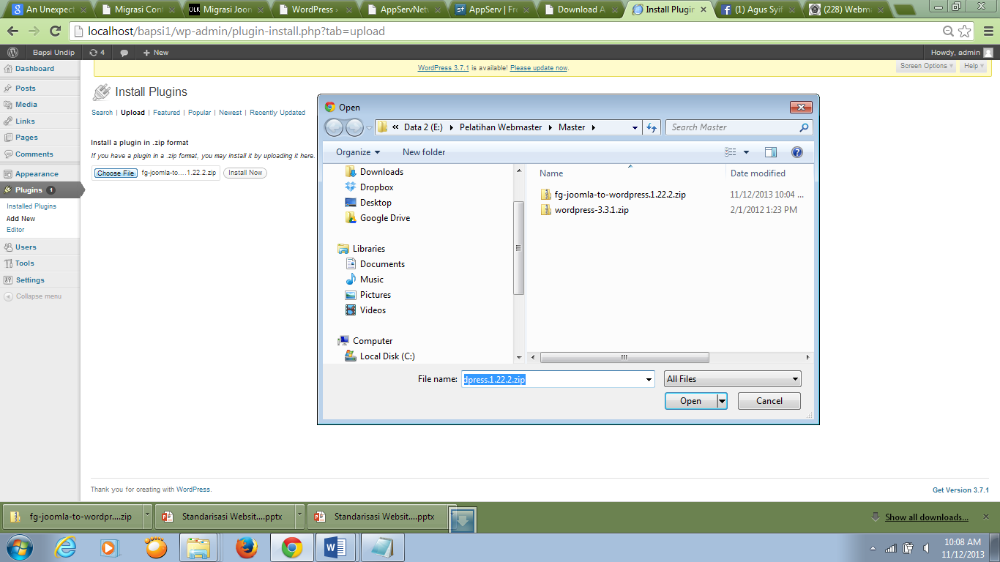 An Unexpect
Migrasi Cont
OLK Migrasi Joom
WordPress ›
AppServNetw
sf AppServ | Fre
Download A
Install Plugin
(1) Agus Syif
(228) Webma
localhost/bapsi1/wp-admin/plugin-install.php?tab=upload
Bapsi Undip 4 + New Howdy, admin
WordPress 3.7.1 is available! Please update now.
Screen Options Help
Dashboard
Posts
Media
Links
Pages
Comments
Appearance
Plugins 1
Installed Plugins
Add New
Editor
Users
Tools
Settings
Collapse menu
Install Plugins
Search | Upload | Featured | Popular | Newest | Recently Updated
Install a plugin in .zip format
If you have a plugin in a .zip format, you may install it by uploading it here.
Choose File fg-joomla-to....1.22.2.zip Install Now
Open
« Data 2 (E:) Pelatihan Webmaster Master Search Master
Organize New folder
Downloads
Dropbox
Desktop
Google Drive
Libraries
Documents
Music
Pictures
Videos
Computer
Local Disk (C:)
Name Date modified
fg-joomla-to-wordpress.1.22.2.zip 11/12/2013 10:04 ...
wordpress-3.3.1.zip 2/1/2012 1:23 PM
File name: dpress.1.22.2.zip All Files
Open Cancel
Thank you for creating with WordPress. Get Version 3.7.1
fg-joomla-to-wordpr....zip Standarisasi Websit....pptx Standarisasi Websit....pptx Show all downloads...
10:08 AM
11/12/2013